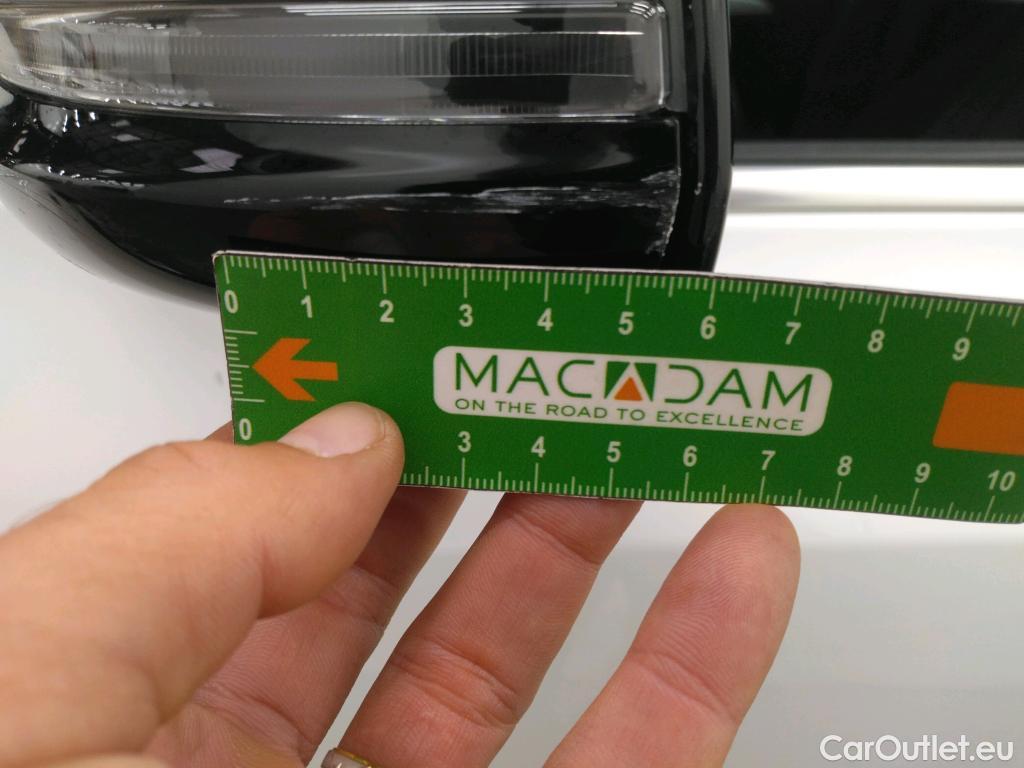 0 1 2 3 4 5 6 7 8 9
MACADAM
ON THE ROAD TO EXCELLENCE
0 3 4 5 6 7 8 9 10
CarOutlet.eu